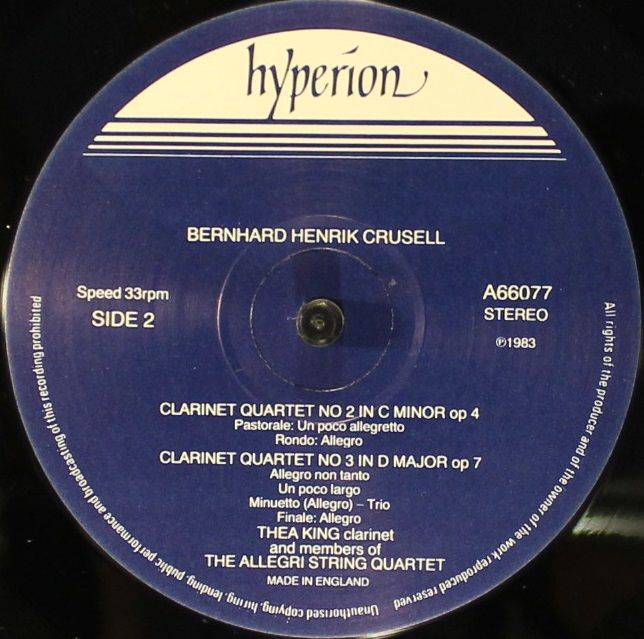 hyperion
BERNHARD HENRIK CRUSELL
Speed 33rpm
SIDE 2
A66077
STEREO
℗1983
CLARINET QUARTET NO 2 IN C MINOR op 4
Pastorale: Un poco allegretto
Rondo: Allegro
CLARINET QUARTET NO 3 IN D MAJOR op 7
Allegro non tanto
Un poco largo
Minuetto (Allegro) – Trio
Finale: Allegro
THEA KING clarinet
and members of
THE ALLEGRI STRING QUARTET
MADE IN ENGLAND
All rights of the producer and of the owner of the work reproduced reserved Unauthorised copying, hiring, lending, public performance and broadcasting of this recording prohibited